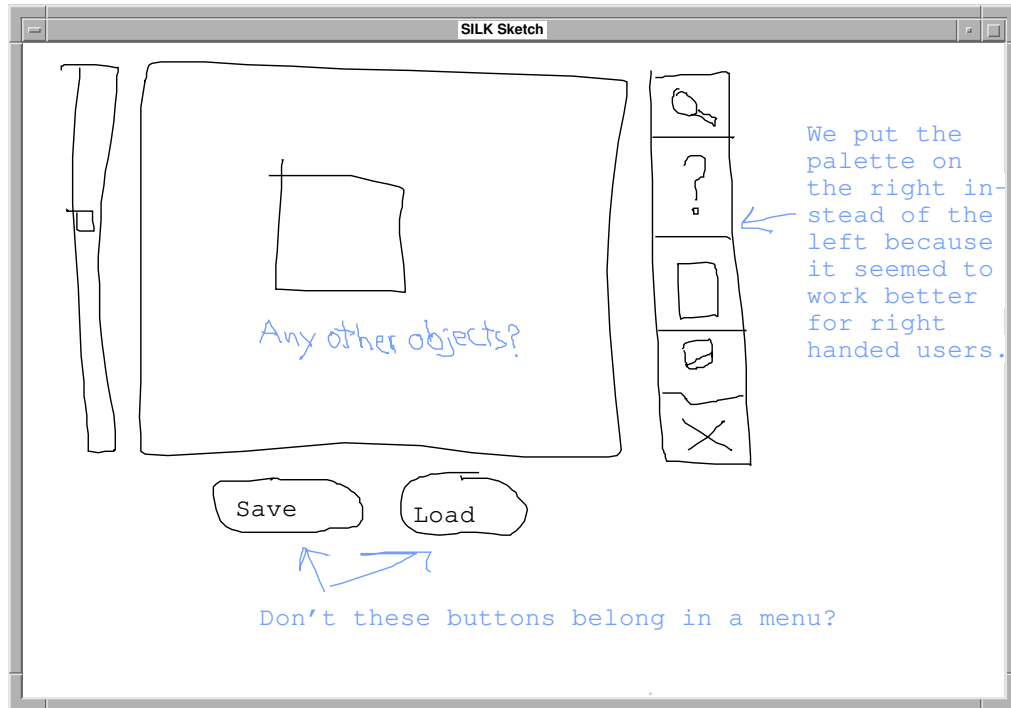 SILK Sketch
We put the
palette on
the right in-
stead of the
left because
it seemed to
work better
for right
handed users.
?
Any other objects?
Save
Load
Don't these buttons belong in a menu?